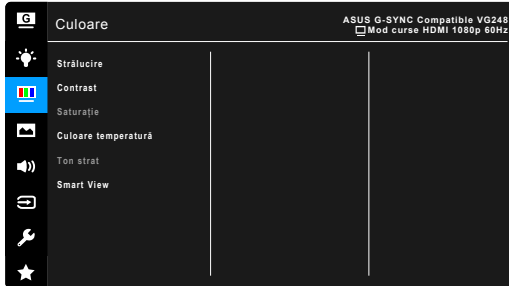 G
Culoare
ASUS G-SYNC Compatible VG248
Mod curse HDMI 1080p 60Hz
Strălucire
Contrast
Saturație
Culoare temperatură
Ton strat
Smart View